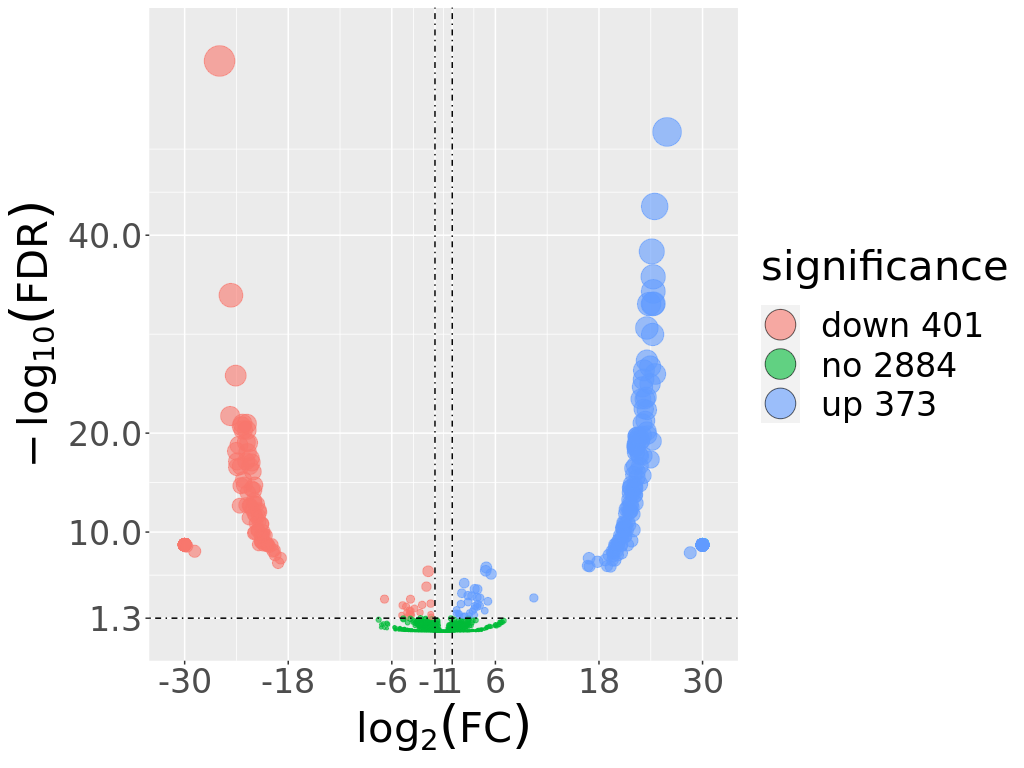 40.0
20.0
10.0
1.3
−log10(FDR)
-30 -18 -6 -1 1 6 18 30
log2(FC)
significance
down 401
no 2884
up 373